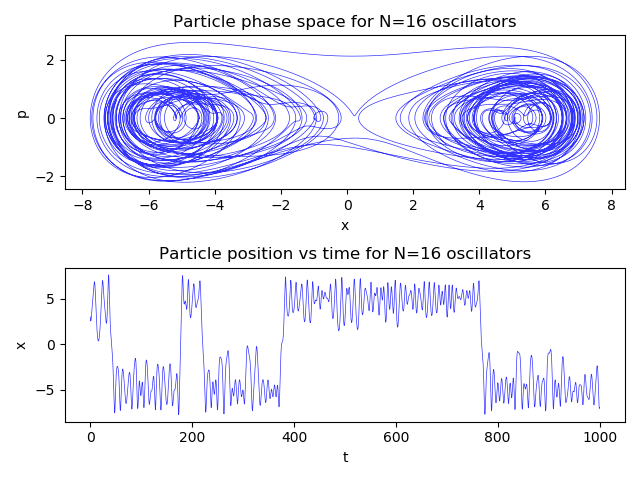 Particle phase space for N=16 oscillators
2
0
−2
p
−8 −6 −4 −2 0 2 4 6 8
x
Particle position vs time for N=16 oscillators
5
0
−5
x
0 200 400 600 800 1000
t